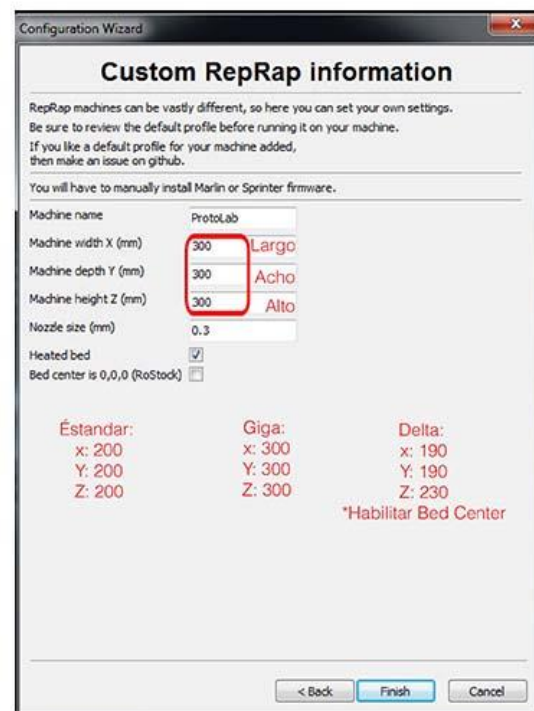 Configuration Wizard
Custom RepRap information
RepRap machines can be vastly different, so here you can set your own settings.
Be sure to review the default profile before running it on your machine.
If you like a default profile for your machine added,
then make an issue on github.
You will have to manually install Marlin or Sprinter firmware.
Machine name ProtoLab
Machine width X (mm) 300 Largo
Machine depth Y (mm) 300 Acho
Machine height Z (mm) 300 Alto
Nozzle size (mm) 0.3
Heated bed
Bed center is 0,0,0 (RoStock)
Éstandar: Giga: Delta:
x: 200 x: 300 x: 190
Y: 200 Y: 300 Y: 190
Z: 200 Z: 300 Z: 230
*Habilitar Bed Center
< Back Finish Cancel